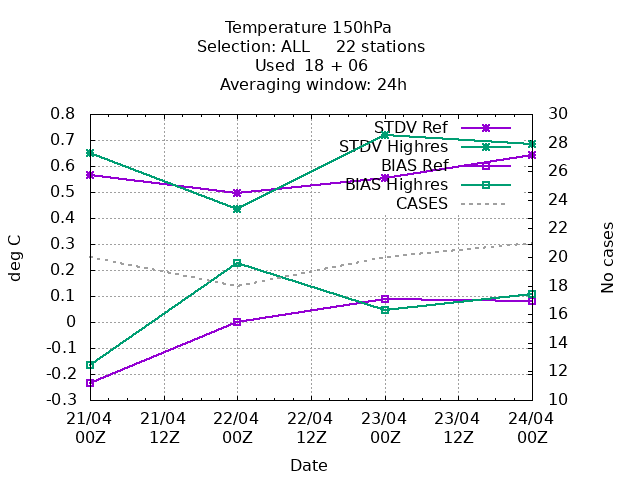 Temperature 150hPa
Selection: ALL     22 stations
Used  18 + 06
Averaging window: 24h
0.8
0.7
0.6
0.5
0.4
0.3
0.2
0.1
0
-0.1
-0.2
-0.3
deg C
30
28
26
24
22
20
18
16
14
12
10
No cases
STDV Ref
STDV Highres
BIAS Ref
BIAS Highres
CASES
21/04 21/04 22/04 22/04 23/04 23/04 24/04
00Z 12Z 00Z 12Z 00Z 12Z 00Z
Date